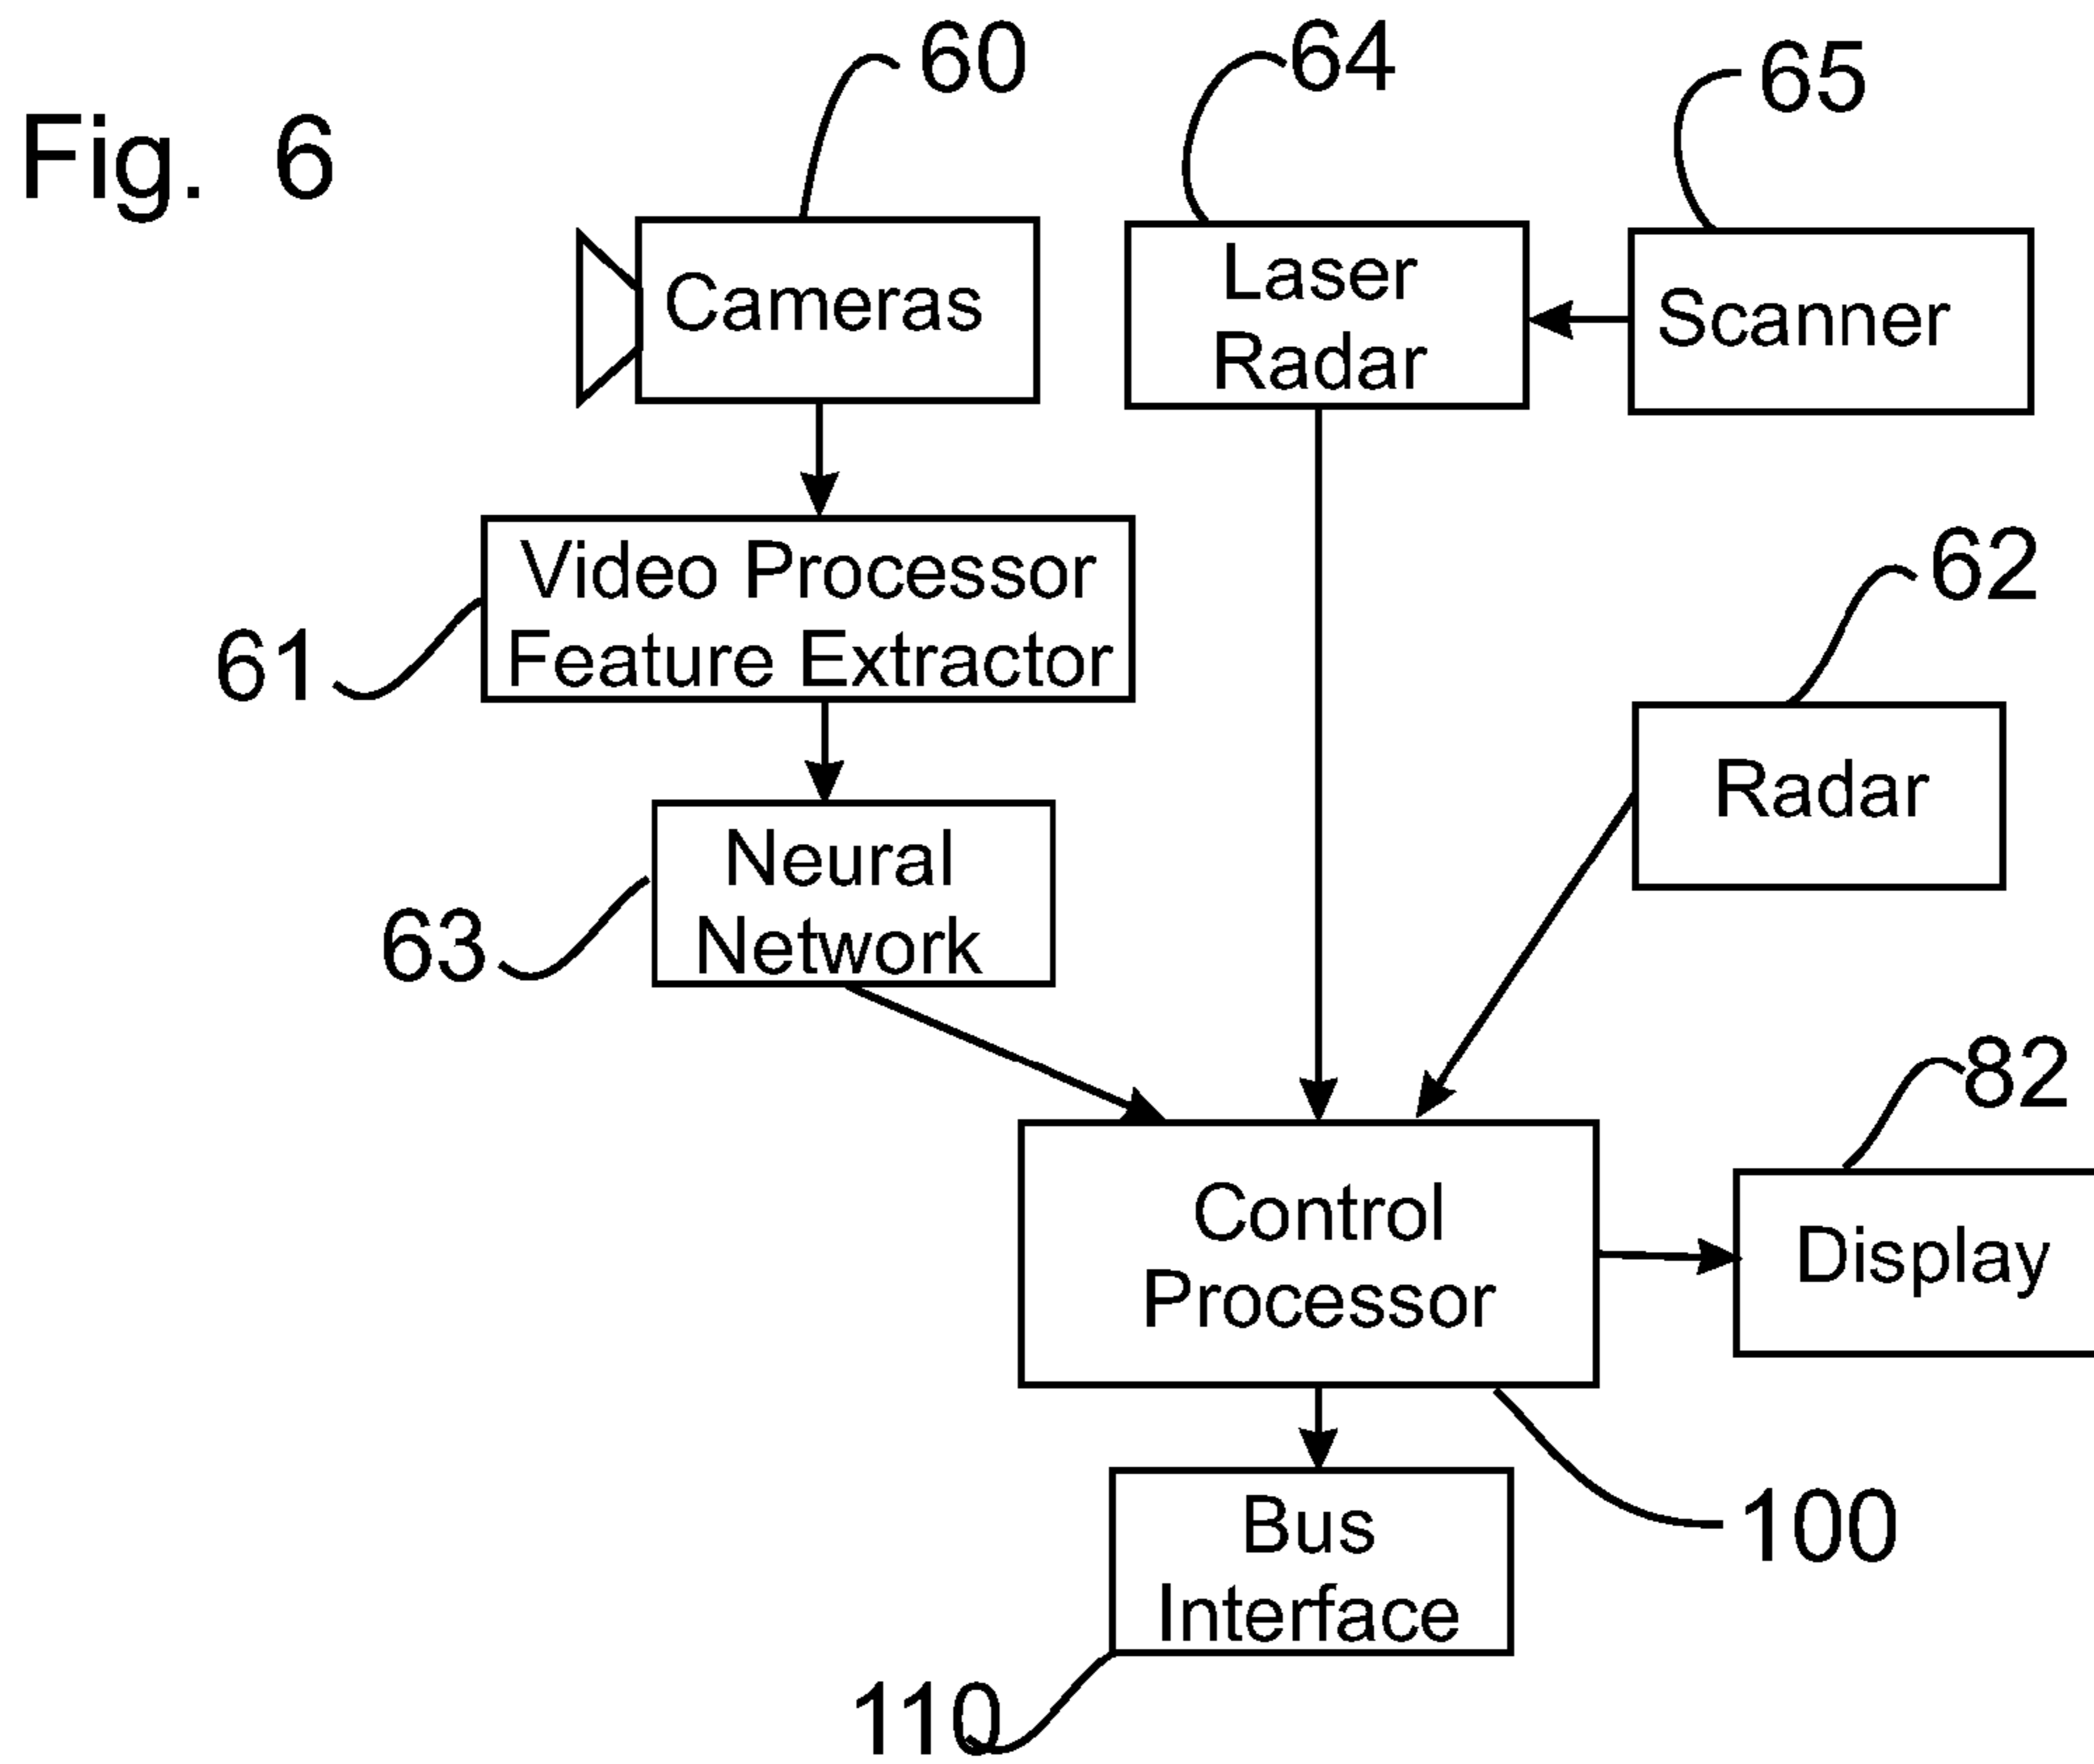 Fig. 6
60
64
65
Cameras
Laser
Radar
Scanner
Video Processor
Feature Extractor
61
62
Radar
Neural
Network
63
82
Control
Processor
Display
100
Bus
Interface
110